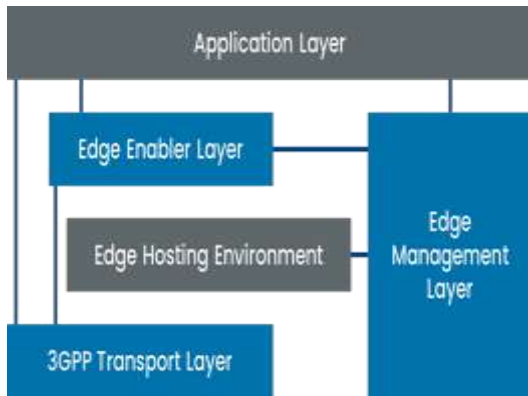 Application Layer
Edge Enabler Layer
Edge Hosting Environment
Edge
Management
Layer
3GPP Transport Layer